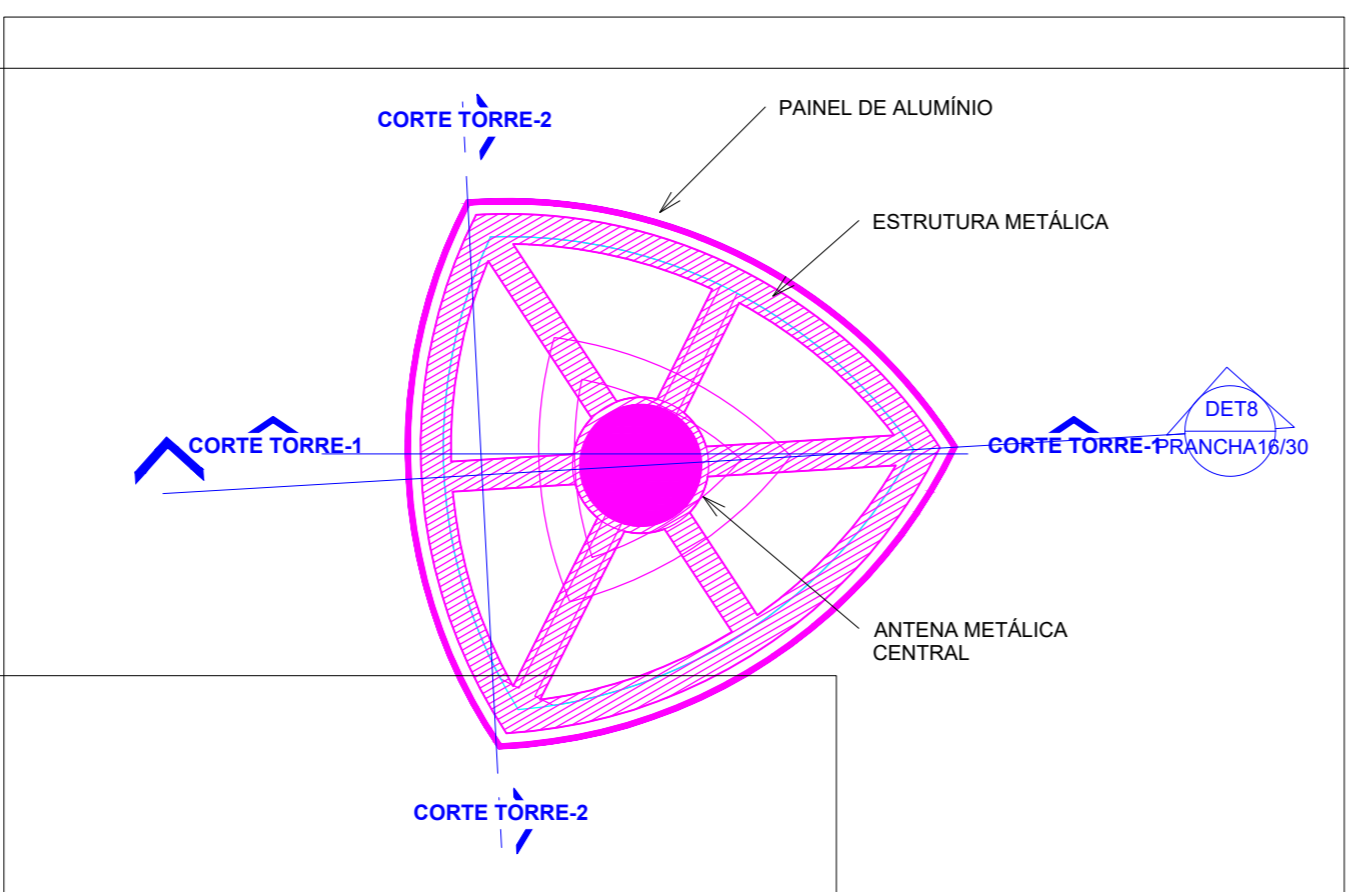 PAINEL DE ALUMÍNIO
CORTE TORRE-2
ESTRUTURA METÁLICA
DET8
CORTE TORRE-1
CORTE TORRE-1
PRANCHA16/30
ANTENA METÁLICA
CENTRAL
CORTE TORRE-2